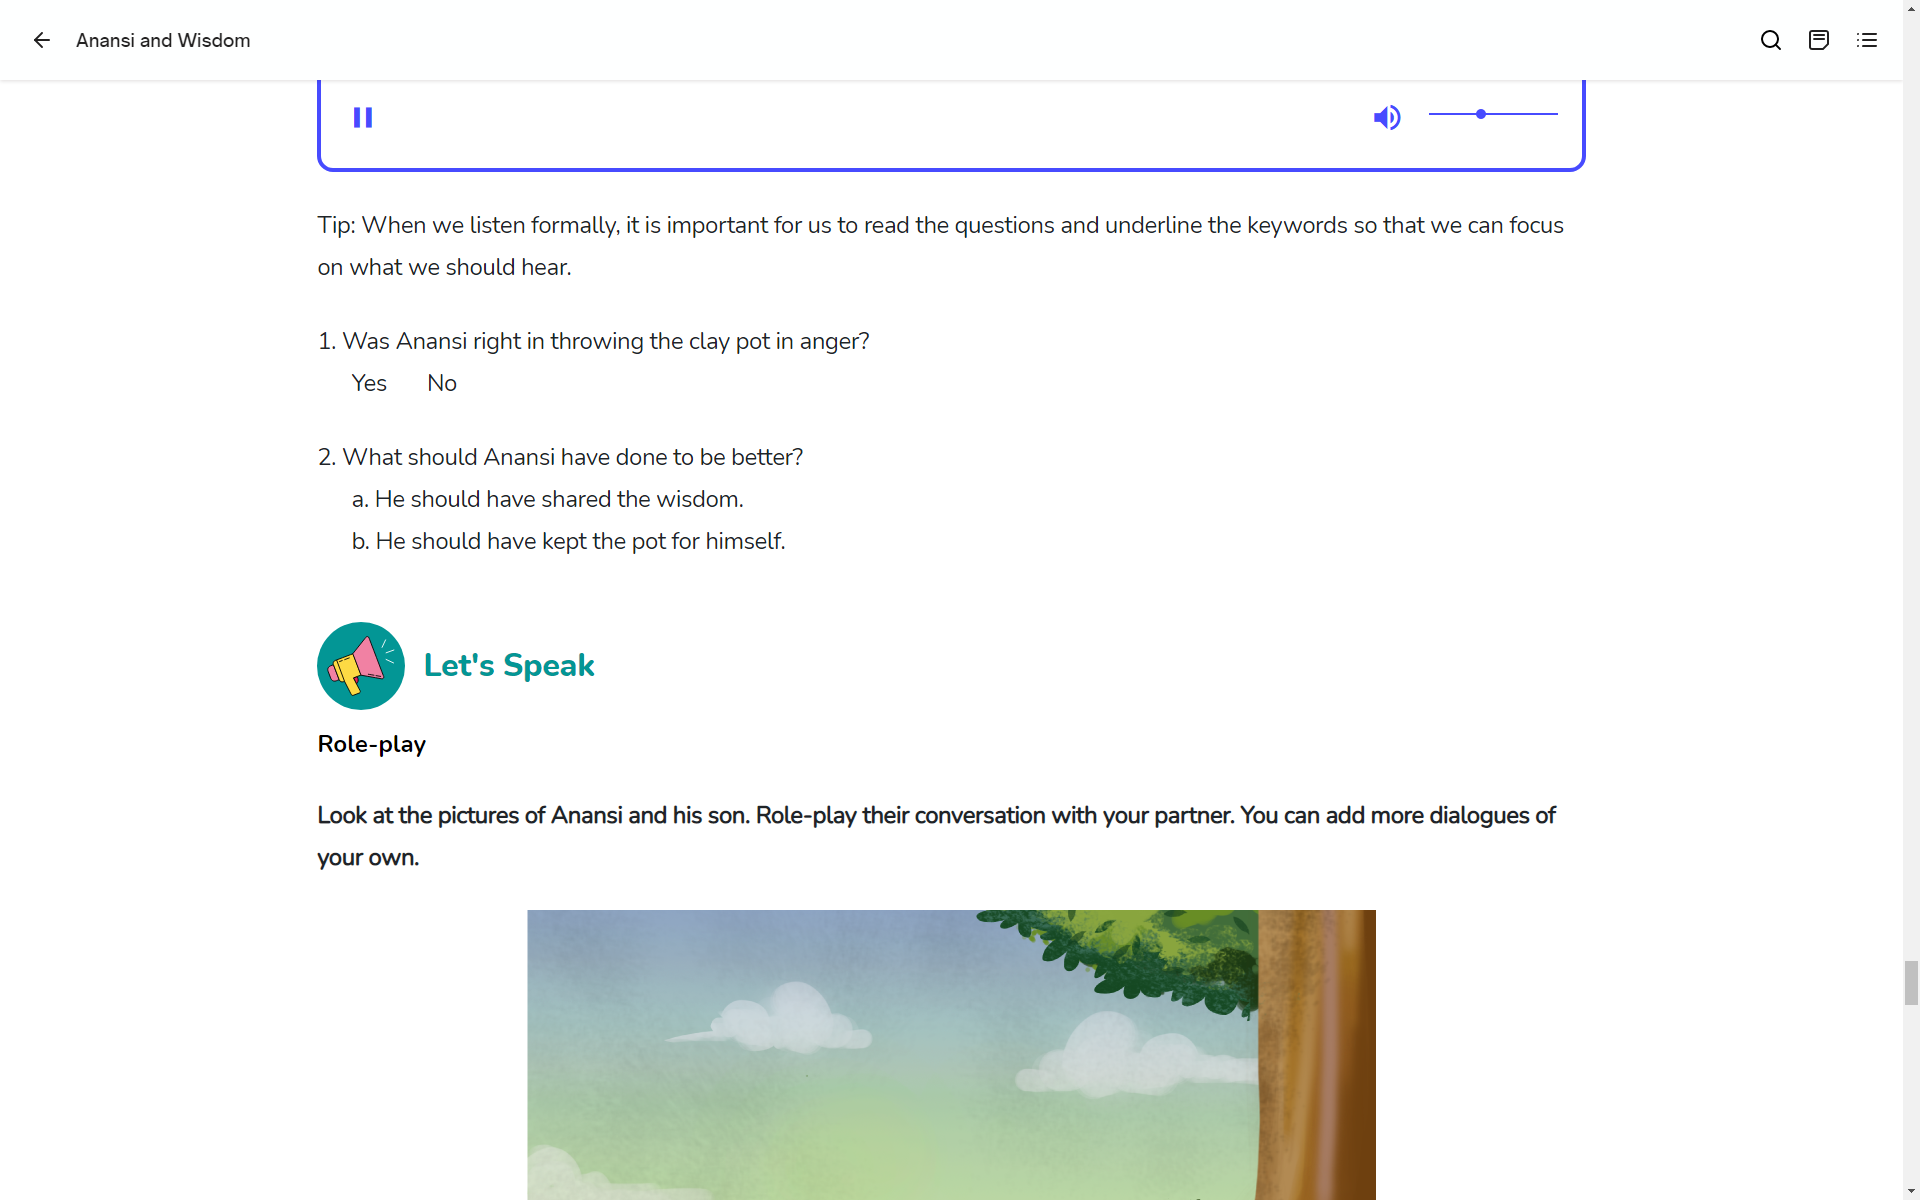 Anansi and Wisdom
Tip: When we listen formally, it is important for us to read the questions and underline the keywords so that we can focus
on what we should hear.
1. Was Anansi right in throwing the clay pot in anger?
Yes No
2. What should Anansi have done to be better?
a. He should have shared the wisdom.
b. He should have kept the pot for himself.
Let's Speak
Role-play
Look at the pictures of Anansi and his son. Role-play their conversation with your partner. You can add more dialogues of
your own.